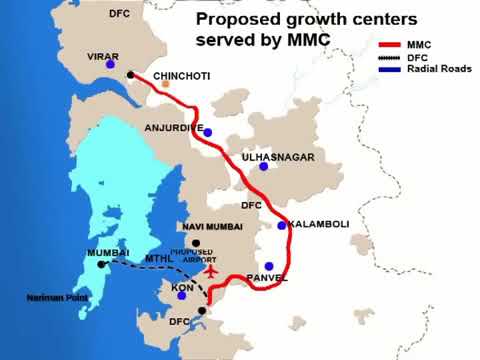 DFC
Proposed growth centers
served by MMC
MMC
DFC
Radial Roads
VIRAR
CHINCHOTI
ANJURDIVE
ULHASNAGAR
DFC
NAVI MUMBAI
KALAMBOLI
PROPOSED
AIRPORT
MUMBAI
MTHL
PANVEL
KON
Nariman Point
DFC